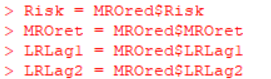 > Risk = MROred$Risk
> MROret = MROred$MROret
> LRLag1 = MROred$LRLag1
> LRLag2 = MROred$LRLag2